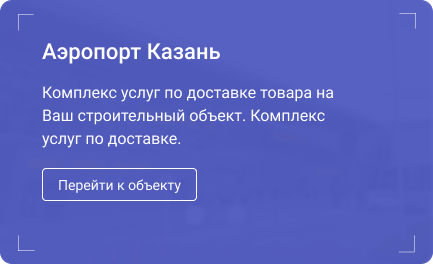 Аэропорт Казань
Комплекс услуг по доставке товара на
Ваш строительный объект. Комплекс
услуг по доставке.
Перейти к объекту